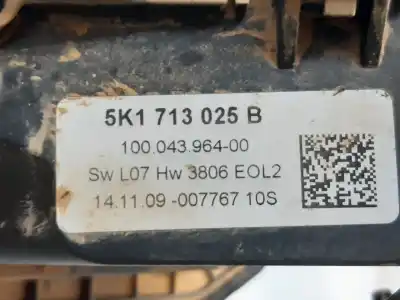 5K1 713 025 B
100.043.964-00
Sw L07 Hw 3806 EOL2
14.11.09 -007767 10S